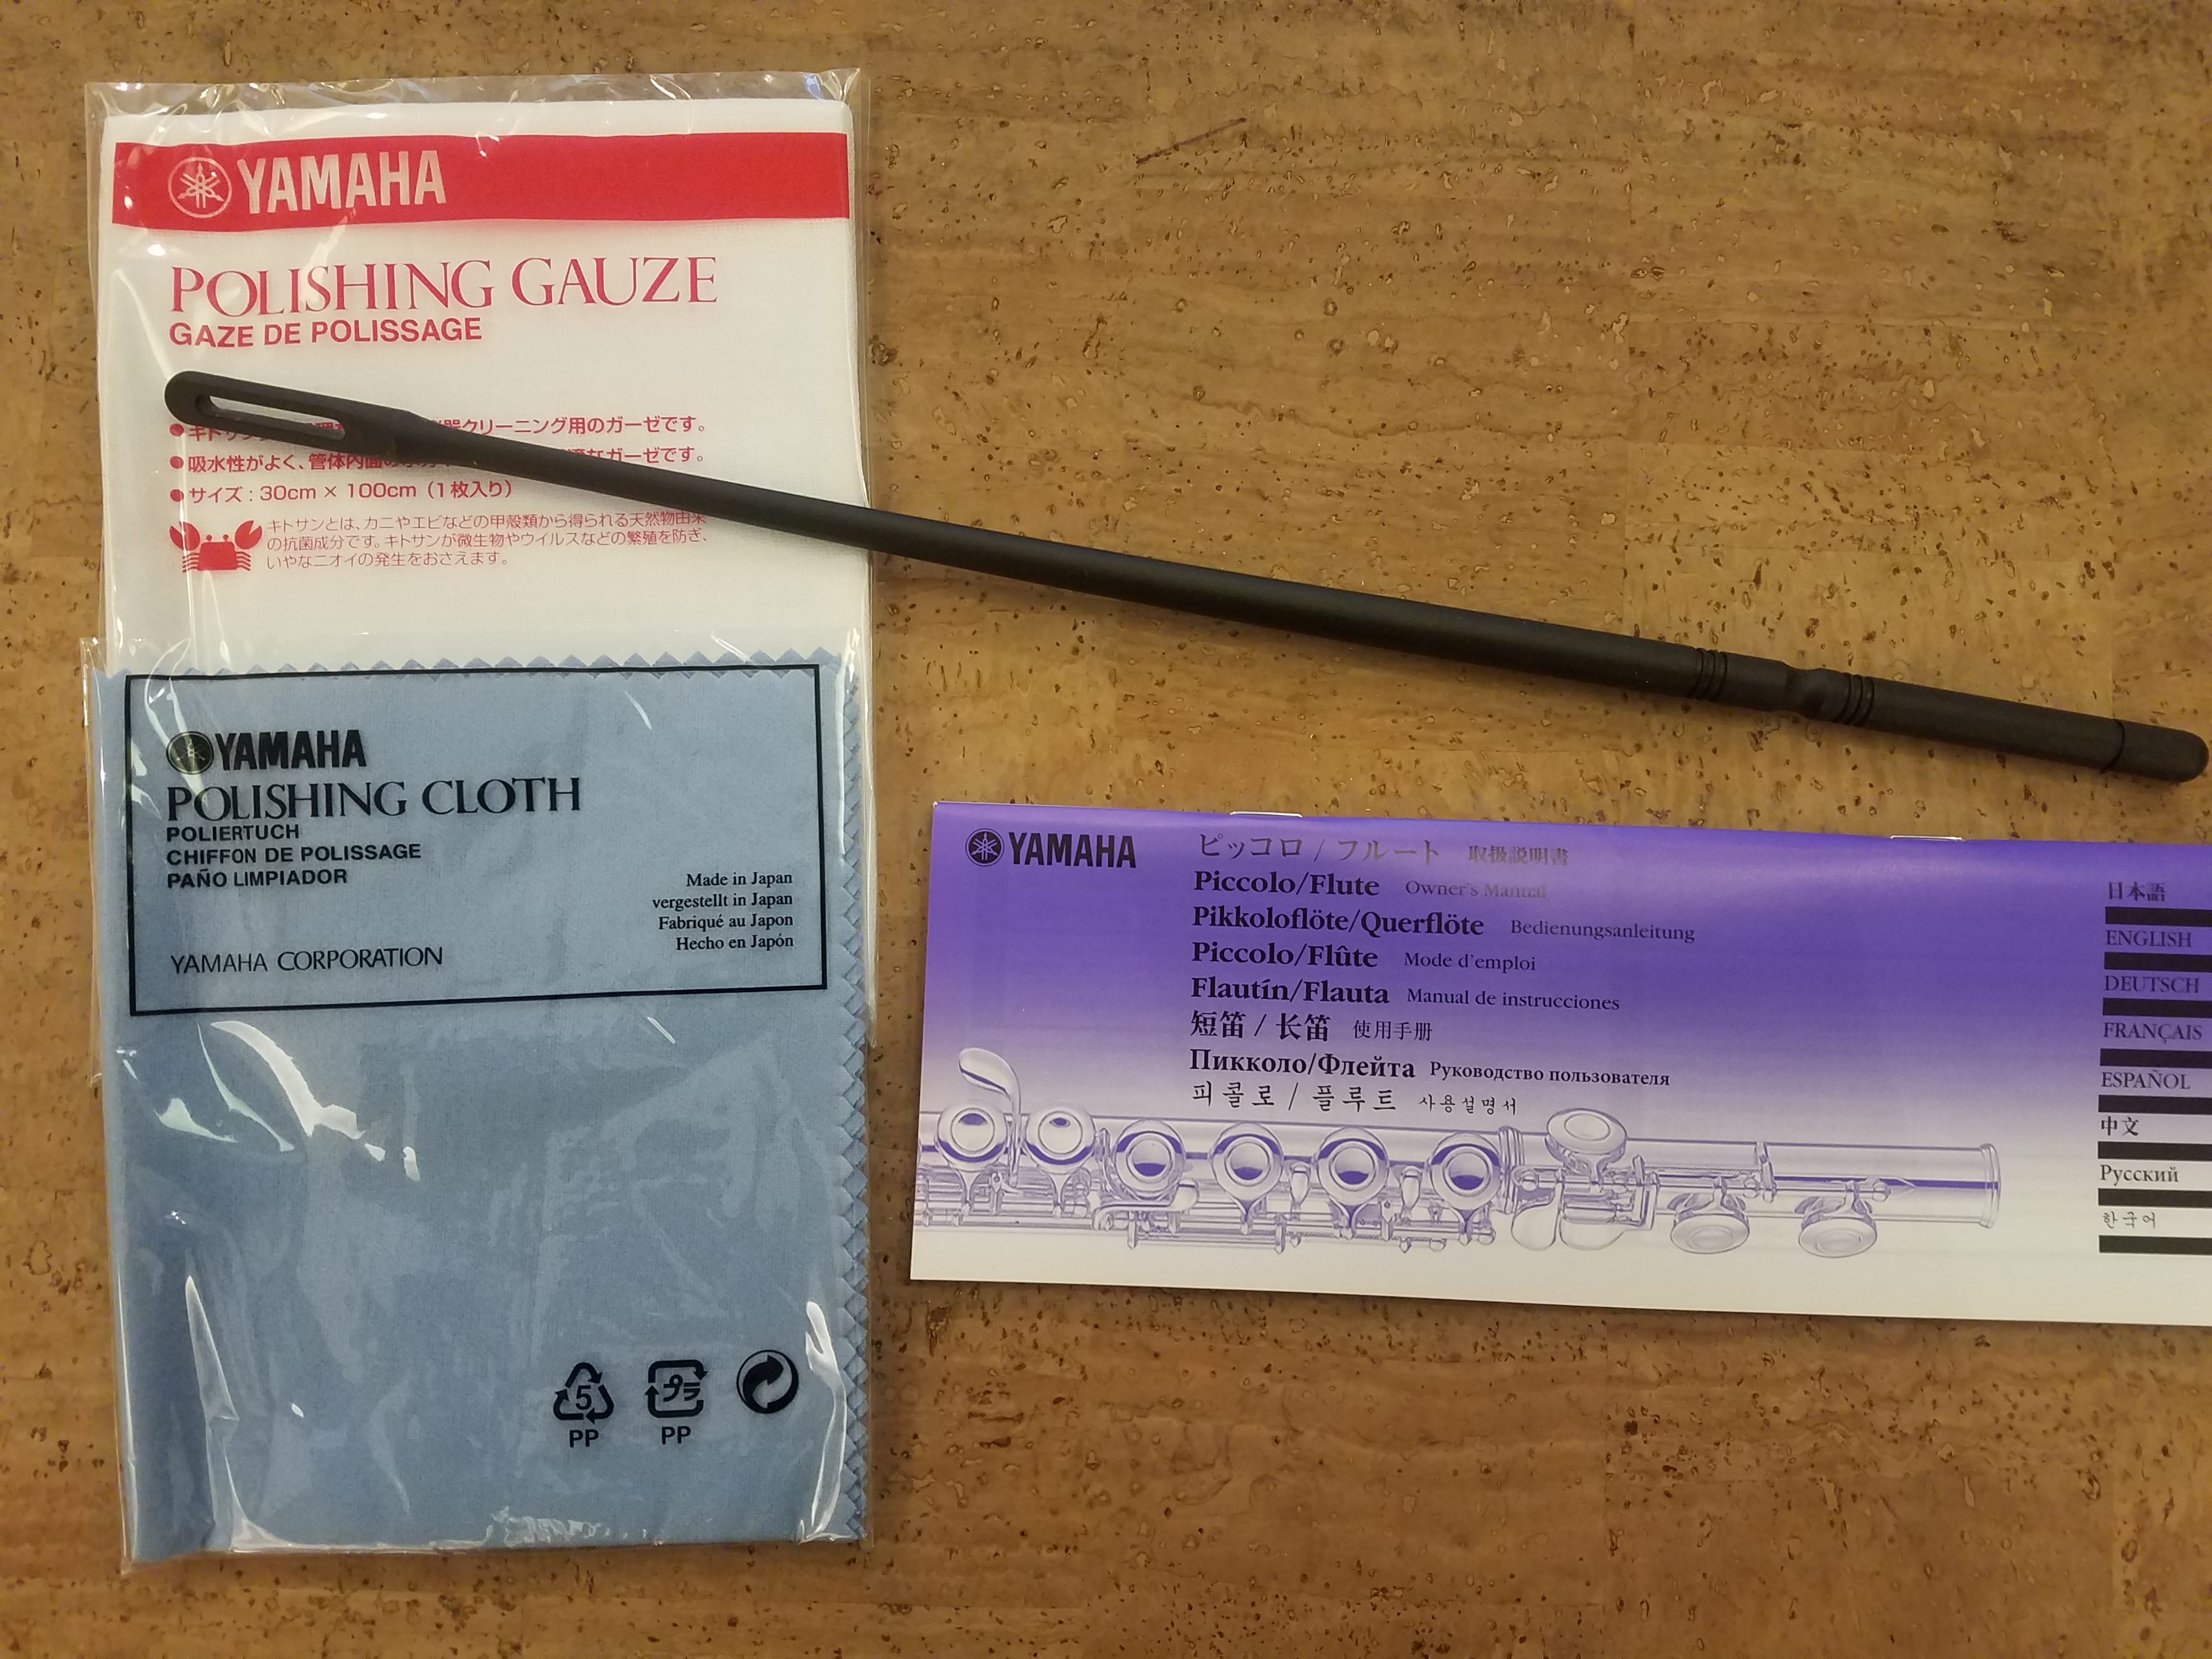 YAMAHA
POLISHING GAUZE
GAZE DE POLISSAGE
クリーニング用のガーゼです。
●吸水性がよく、管体内面の ガーゼです。
●サイズ : 30cm × 100cm (1枚入り)
キトサンとは、カニやエビなどの甲殻類から得られる天然物由来
の抗菌成分です。キトサンが微生物やウイルスなどの繁殖を防ぎ、
いやなニオイの発生をおさえます。
YAMAHA
POLISHING CLOTH
POLIERTUCH
CHIFFON DE POLISSAGE
PAÑO LIMPIADOR
Made in Japan
vergestellt in Japan
Fabriqué au Japon
Hecho en Japón
YAMAHA CORPORATION
5
PP
プラ
PP
YAMAHA
ピッコロ / フルート 取扱説明書
Piccolo/Flute Owner's Manual
Pikkoloflöte/Querflöte Bedienungsanleitung
Piccolo/Flûte Mode d'emploi
Flautín/Flauta Manual de instrucciones
短笛 / 长笛 使用手册
Пикколо/Флейта Руководство пользователя
피콜로 / 플루트 사용설명서
日本語
ENGLISH
DEUTSCH
FRANÇAIS
ESPAÑOL
中文
Русский
한국어